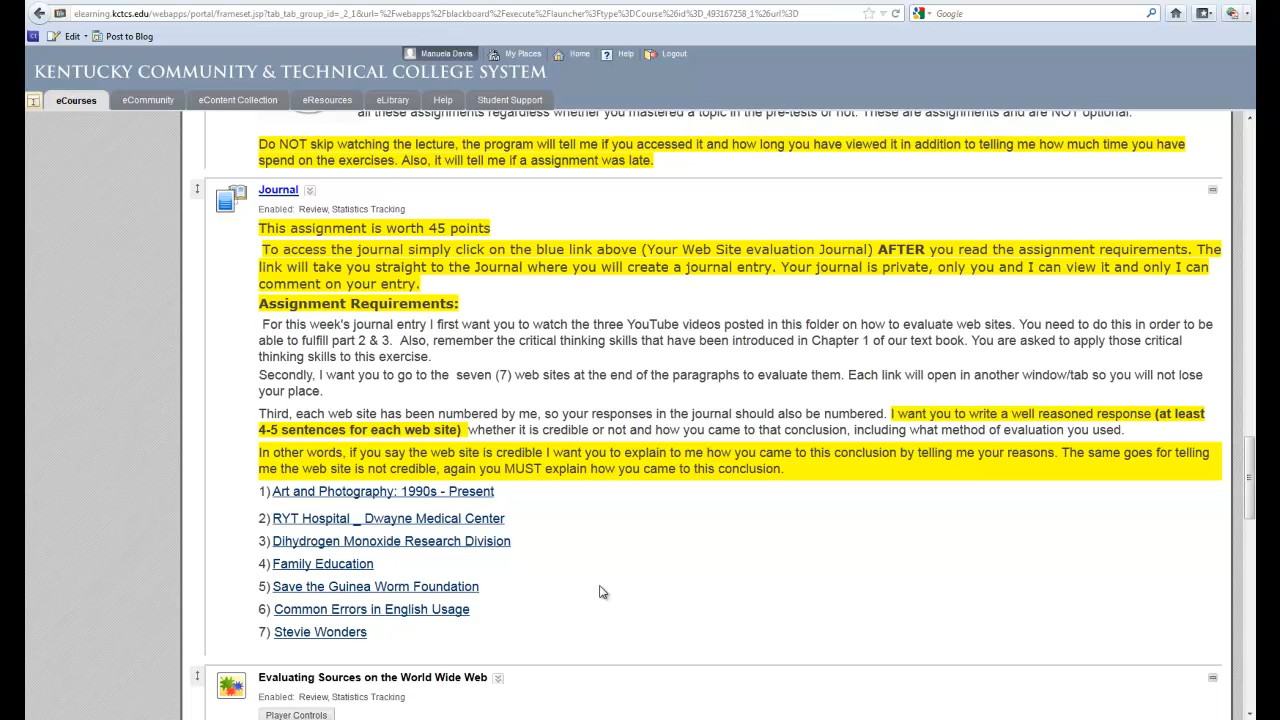 elearning.kctcs.edu/webapps/portal/frameset.jsp?tab_tab_group_id=_2_1&url=%2Fwebapps%2Fblackboard%2Fexecute%2Flauncher%3Ftype%3DCourse%26id%3D_493167258_1%26url%3D
Google
Edit
Post to Blog
Manuela Davis My Places Home Help Logout
KENTUCKY COMMUNITY & TECHNICAL COLLEGE SYSTEM
eCourses eCommunity eContent Collection eResources eLibrary Help Student Support
all these assignments regardless whether you mastered a topic in the pre-tests or not. These are assignments and are NOT optional.
Do NOT skip watching the lecture, the program will tell me if you accessed it and how long you have viewed it in addition to telling me how much time you have
spend on the exercises. Also, it will tell me if a assignment was late.
Journal
Enabled: Review, Statistics Tracking
This assignment is worth 45 points
To access the journal simply click on the blue link above (Your Web Site evaluation Journal) AFTER you read the assignment requirements. The
link will take you straight to the Journal where you will create a journal entry. Your journal is private, only you and I can view it and only I can
comment on your entry.
Assignment Requirements:
For this week's journal entry I first want you to watch the three YouTube videos posted in this folder on how to evaluate web sites. You need to do this in order to be
able to fulfill part 2 & 3. Also, remember the critical thinking skills that have been introduced in Chapter 1 of our text book. You are asked to apply those critical
thinking skills to this exercise.
Secondly, I want you to go to the seven (7) web sites at the end of the paragraphs to evaluate them. Each link will open in another window/tab so you will not lose
your place.
Third, each web site has been numbered by me, so your responses in the journal should also be numbered. I want you to write a well reasoned response (at least
4-5 sentences for each web site) whether it is credible or not and how you came to that conclusion, including what method of evaluation you used.
In other words, if you say the web site is credible I want you to explain to me how you came to this conclusion by telling me your reasons. The same goes for telling
me the web site is not credible, again you MUST explain how you came to this conclusion.
1) Art and Photography: 1990s - Present
2) RYT Hospital _ Dwayne Medical Center
3) Dihydrogen Monoxide Research Division
4) Family Education
5) Save the Guinea Worm Foundation
6) Common Errors in English Usage
7) Stevie Wonders
Evaluating Sources on the World Wide Web
Enabled: Review, Statistics Tracking
Player Controls